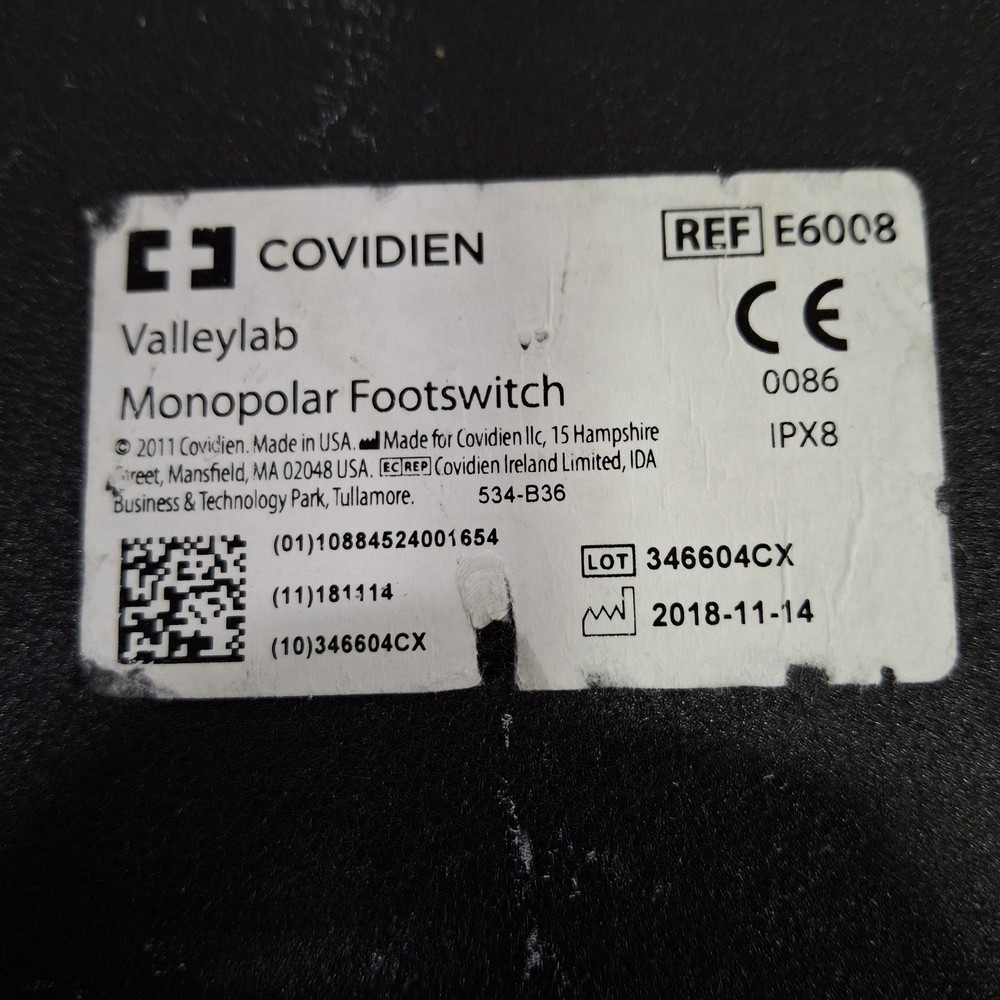 COVIDIEN
REF E6008
Valleylab
Monopolar Footswitch
CE
0086
IPX8
© 2011 Covidien. Made in USA. Made for Covidien llc, 15 Hampshire
Street, Mansfield, MA 02048 USA. EC REP Covidien Ireland Limited, IDA
Business & Technology Park, Tullamore. 534-B36
(01)10884524001654
(11)181114
(10)346604CX
LOT 346604CX
2018-11-14